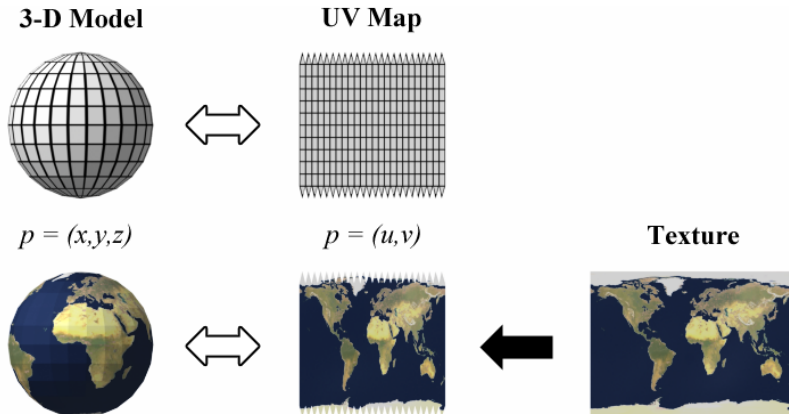 3-D Model
UV Map
p = (x,y,z)
p = (u,v)
Texture